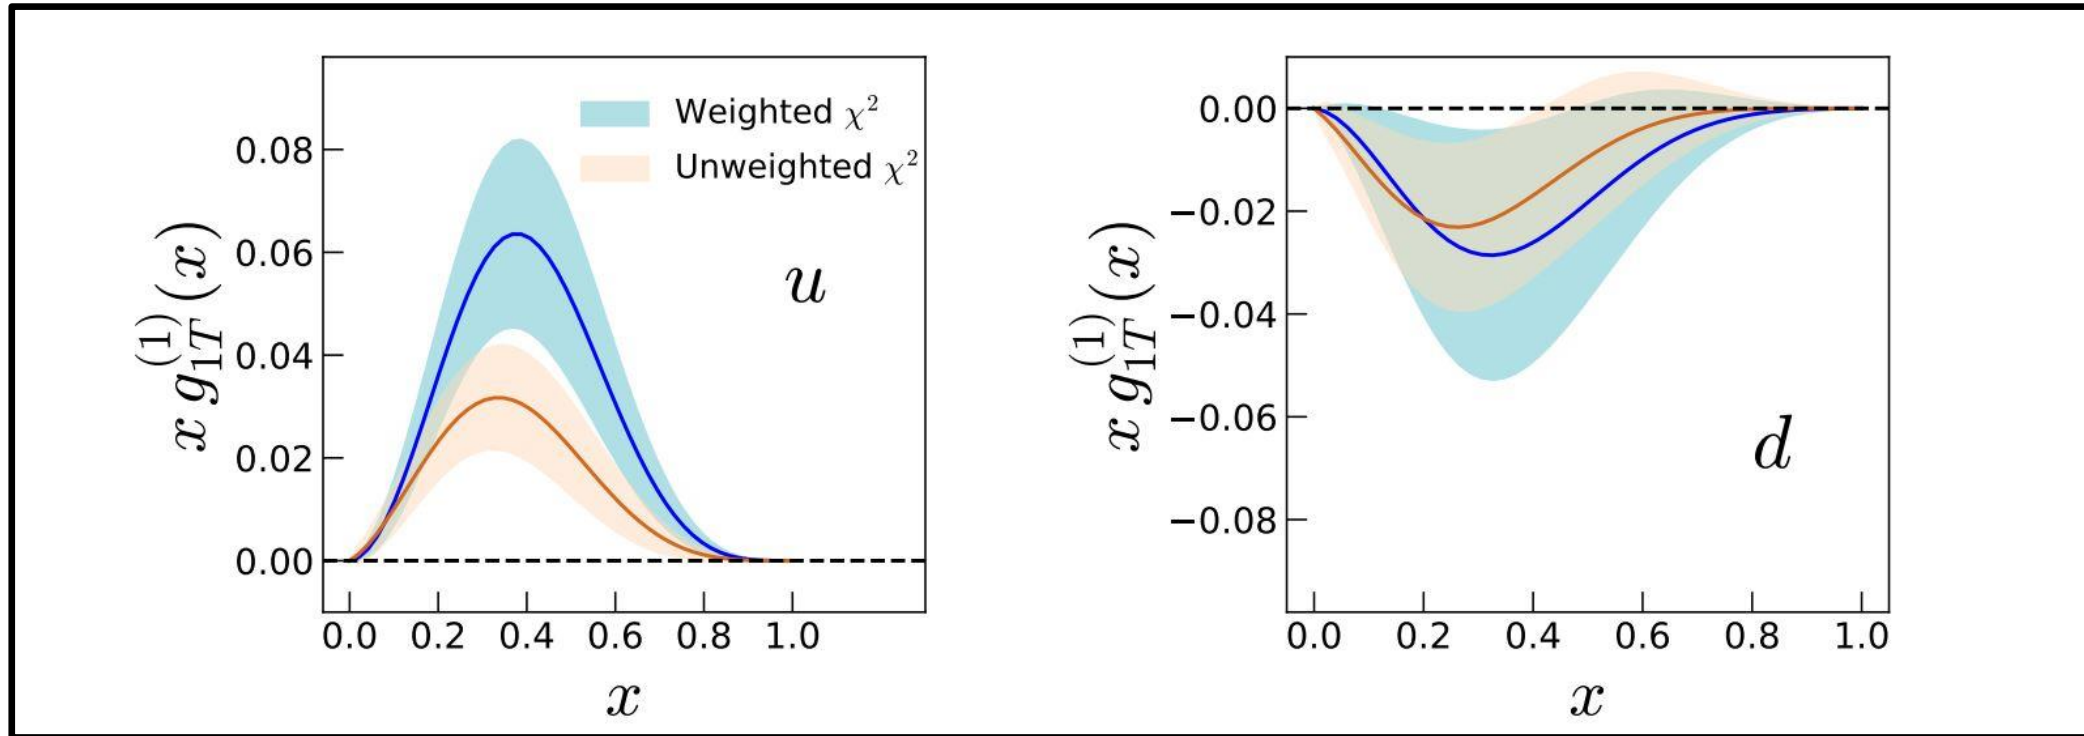 Weighted χ²
Unweighted χ²
u
x g_{1T}^{(1)}(x)
0.08
0.06
0.04
0.02
0.00
0.0 0.2 0.4 0.6 0.8 1.0
x
x g_{1T}^{(1)}(x)
0.00
−0.02
−0.04
−0.06
−0.08
d
0.0 0.2 0.4 0.6 0.8 1.0
x